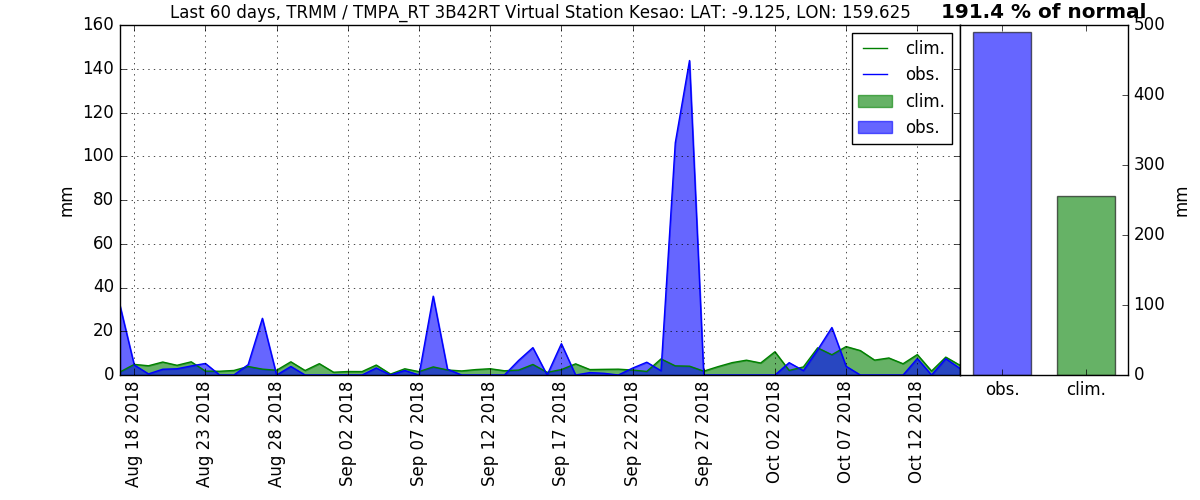 Last 60 days, TRMM / TMPA_RT 3B42RT Virtual Station Kesao: LAT: -9.125, LON: 159.625
191.4 % of normal
160
140
120
100
80
60
40
20
0
mm
clim.
obs.
clim.
obs.
Aug 18 2018
Aug 23 2018
Aug 28 2018
Sep 02 2018
Sep 07 2018
Sep 12 2018
Sep 17 2018
Sep 22 2018
Sep 27 2018
Oct 02 2018
Oct 07 2018
Oct 12 2018
500
400
300
200
100
0
mm
obs.
clim.